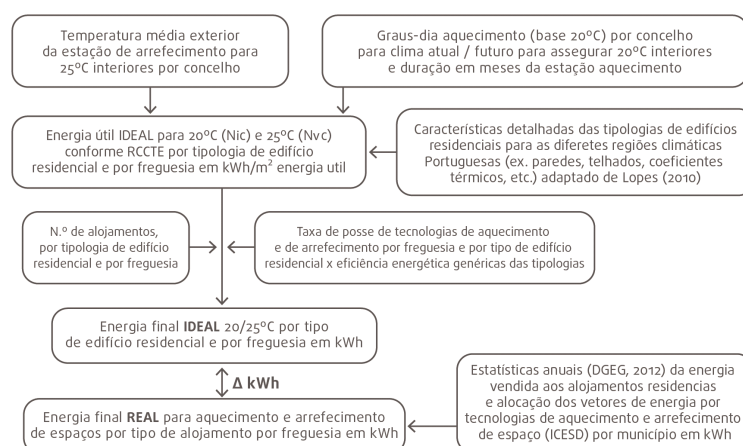 Temperatura média exterior
da estação de arrefecimento para
25ºC interiores por concelho
Graus-dia aquecimento (base 20ºC) por concelho
para clima atual / futuro para assegurar 20ºC interiores
e duração em meses da estação aquecimento
Energia útil IDEAL para 20ºC (Nic) e 25ºC (Nvc)
conforme RCCTE por tipologia de edifício
residencial e por freguesia em kWh/m² energia util
Características detalhadas das tipologias de edifícios
residenciais para as diferetes regiões climáticas
Portuguesas (ex. paredes, telhados, coeficientes
térmicos, etc.) adaptado de Lopes (2010)
N.º de alojamentos,
por tipologia de edifício
residencial e por freguesia
Taxa de posse de tecnologias de aquecimento
e de arrefecimento por freguesia e por tipo de edifício
residencial x eficiência energética genéricas das tipologias
Energia final IDEAL 20/25ºC por tipo
de edifício residencial e por freguesia em kWh
Δ kWh
Energia final REAL para aquecimento e arrefecimento
de espaços por tipo de alojamento por freguesia em kWh
Estatísticas anuais (DGEG, 2012) da energia
vendida aos alojamentos residencias
e alocação dos vetores de energia por
tecnologias de aquecimento e arrefecimento
de espaço (ICESD) por município em kWh